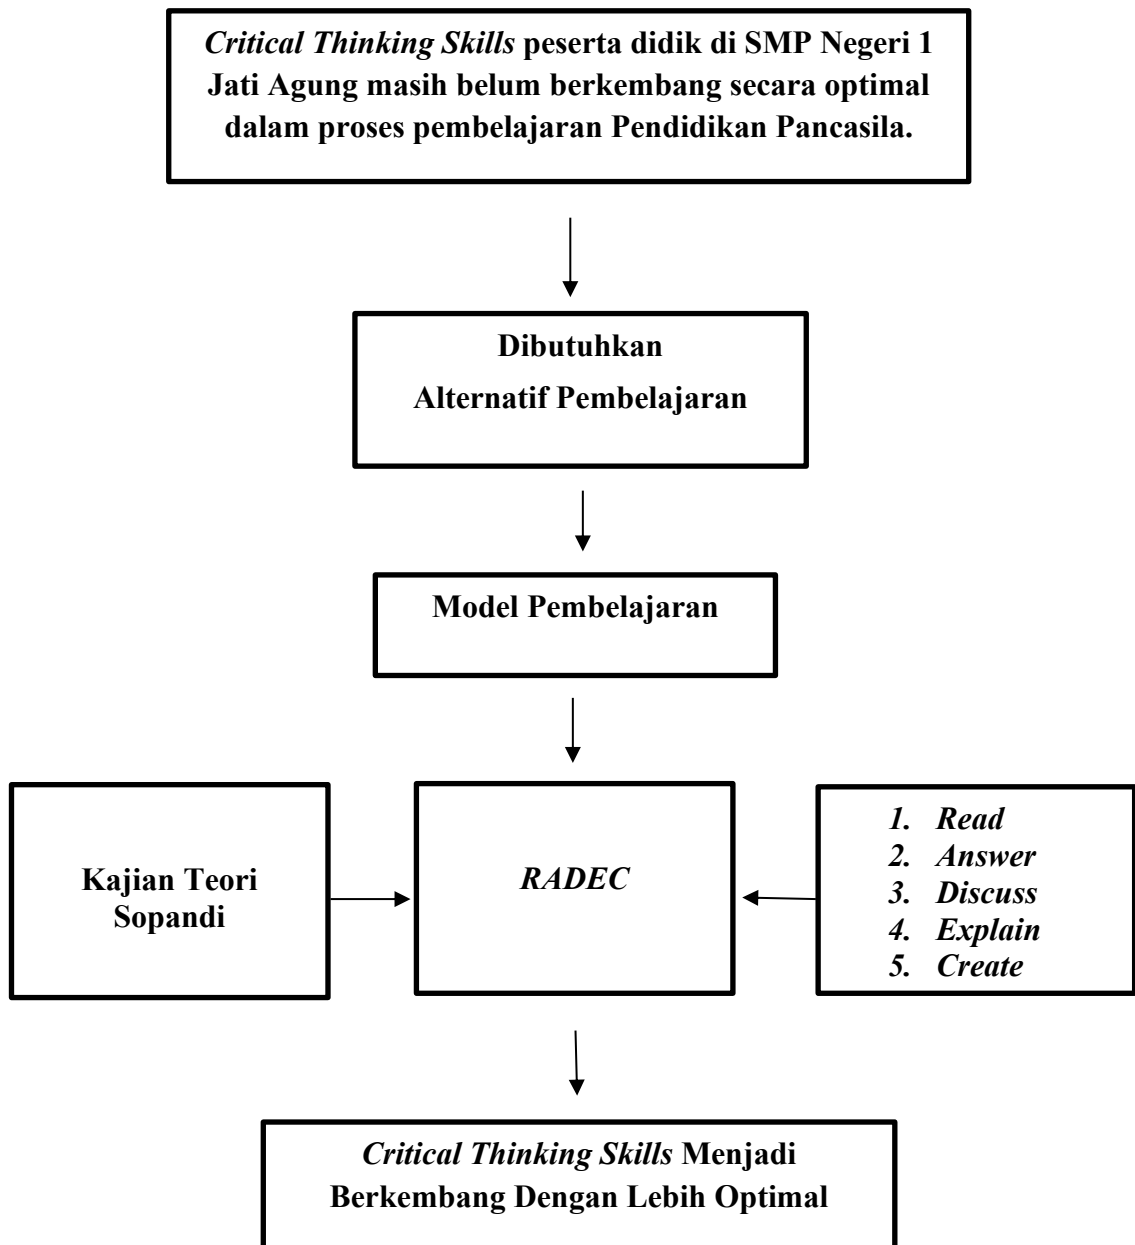 Critical Thinking Skills peserta didik di SMP Negeri 1
Jati Agung masih belum berkembang secara optimal
dalam proses pembelajaran Pendidikan Pancasila.
Dibutuhkan
Alternatif Pembelajaran
Model Pembelajaran
Kajian Teori
Sopandi
RADEC
1. Read
2. Answer
3. Discuss
4. Explain
5. Create
Critical Thinking Skills Menjadi
Berkembang Dengan Lebih Optimal